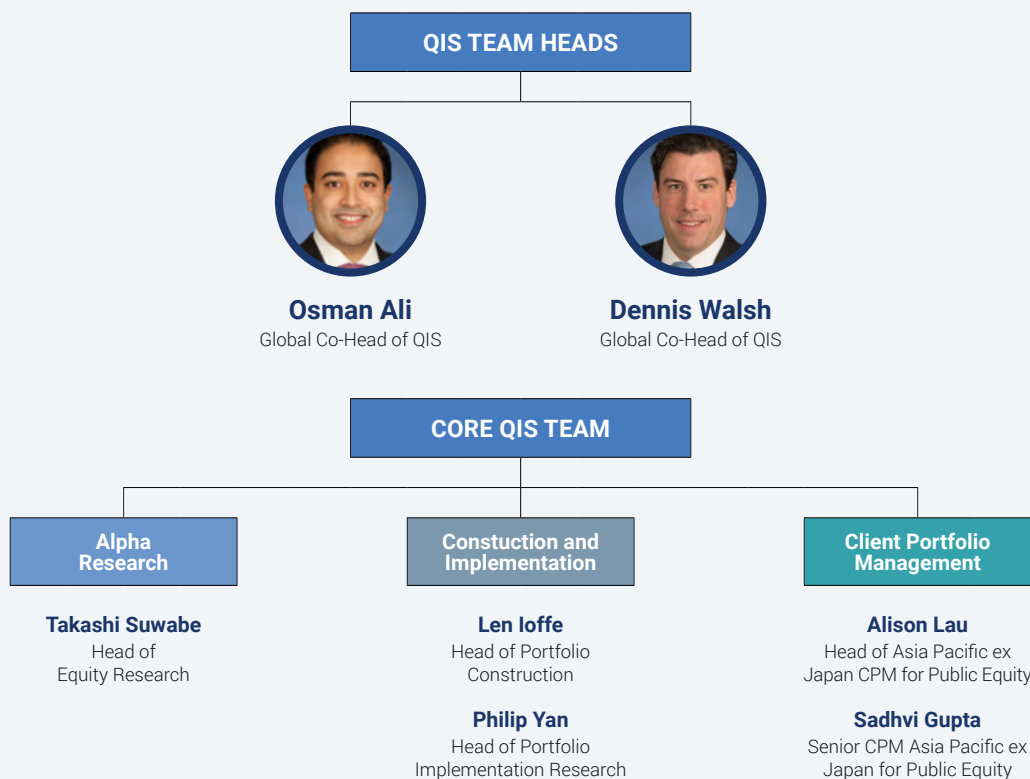 QIS TEAM HEADS
Osman Ali
Global Co-Head of QIS
Dennis Walsh
Global Co-Head of QIS
CORE QIS TEAM
Alpha
Research
Takashi Suwabe
Head of
Equity Research
Constuction and
Implementation
Len Ioffe
Head of Portfolio
Construction
Philip Yan
Head of Portfolio
Implementation Research
Client Portfolio
Management
Alison Lau
Head of Asia Pacific ex
Japan CPM for Public Equity
Sadhvi Gupta
Senior CPM Asia Pacific ex
Japan for Public Equity